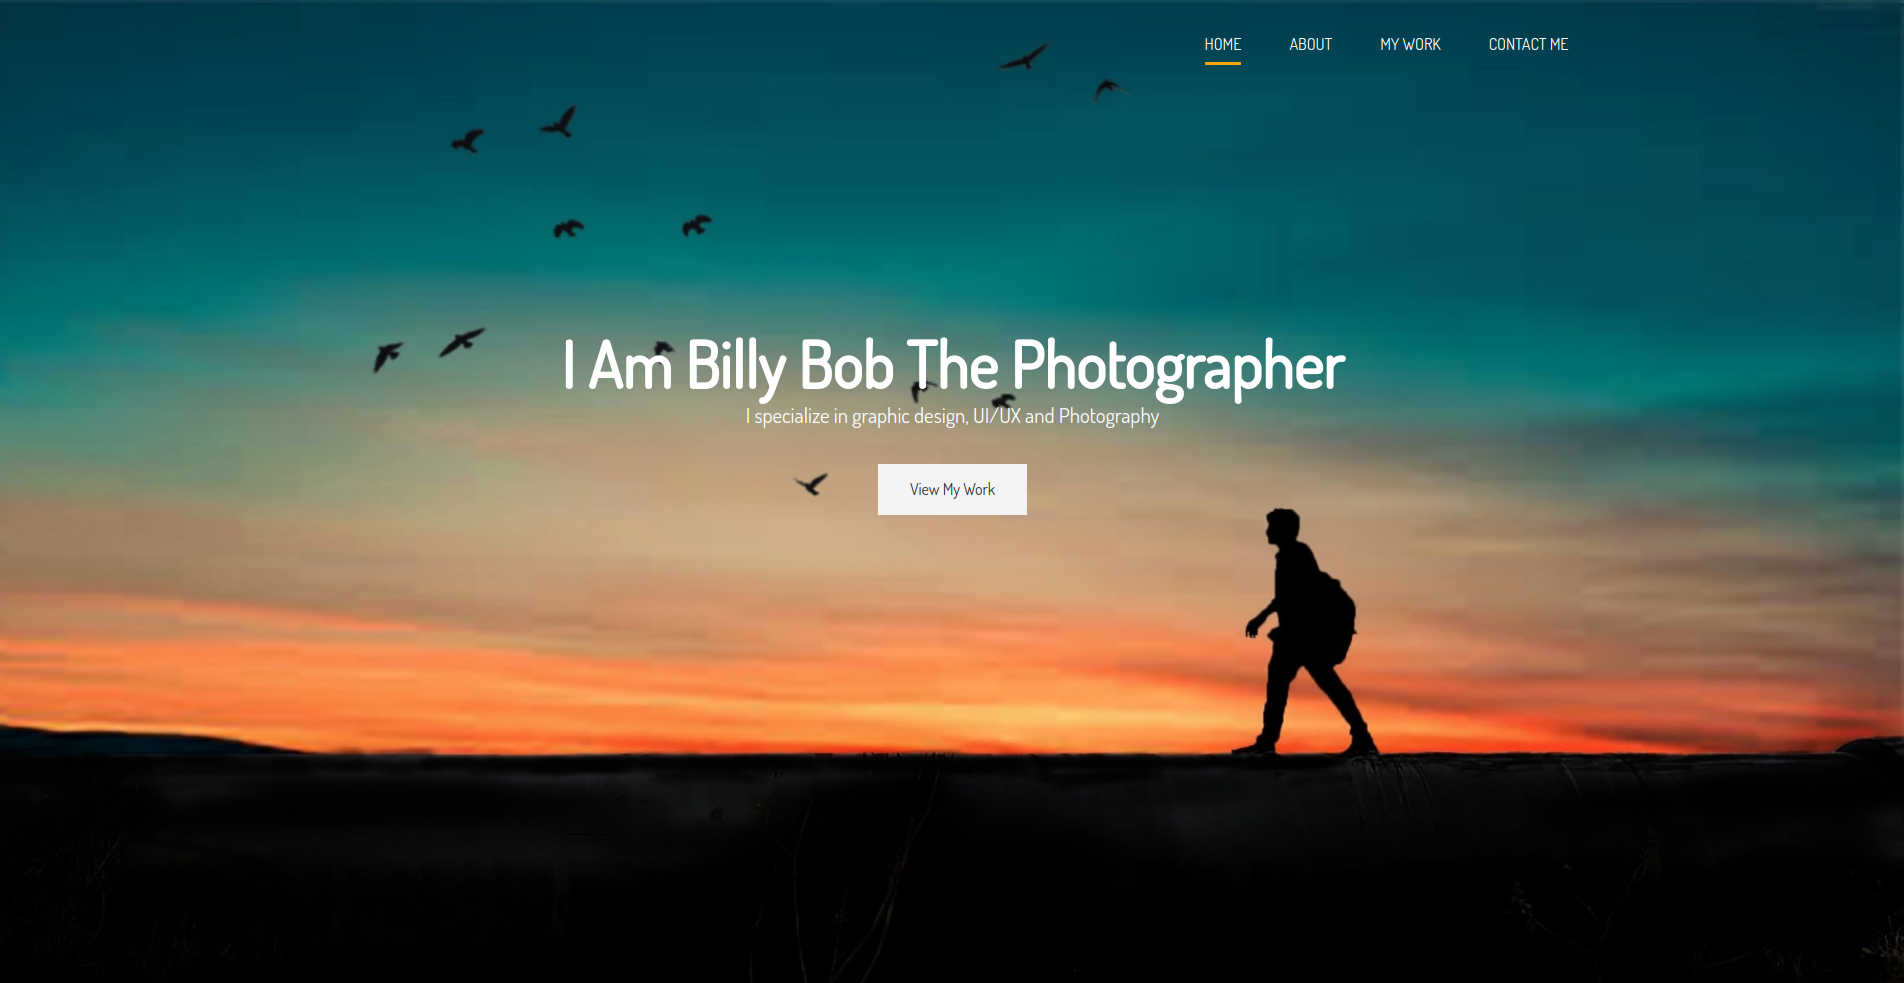 HOME ABOUT MY WORK CONTACT ME
I Am Billy Bob The Photographer
I specialize in graphic design, UI/UX and Photography
View My Work